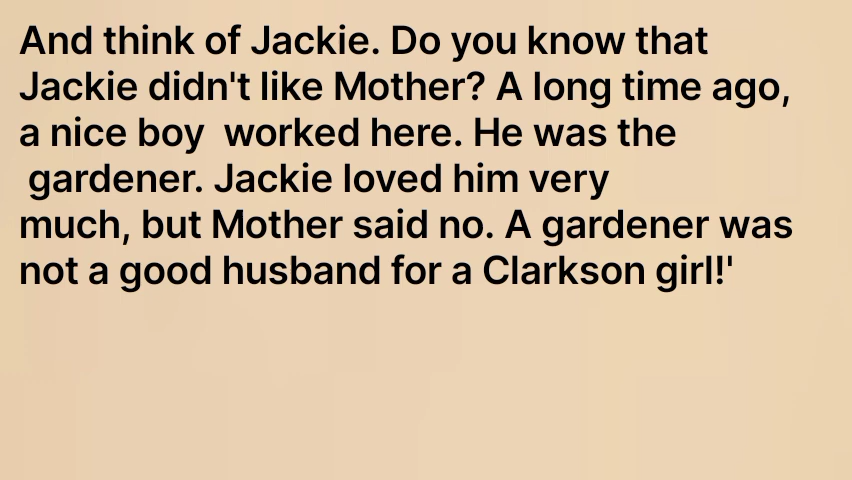 And think of Jackie. Do you know that
Jackie didn't like Mother? A long time ago,
a nice boy  worked here. He was the
 gardener. Jackie loved him very
much, but Mother said no. A gardener was
not a good husband for a Clarkson girl!'